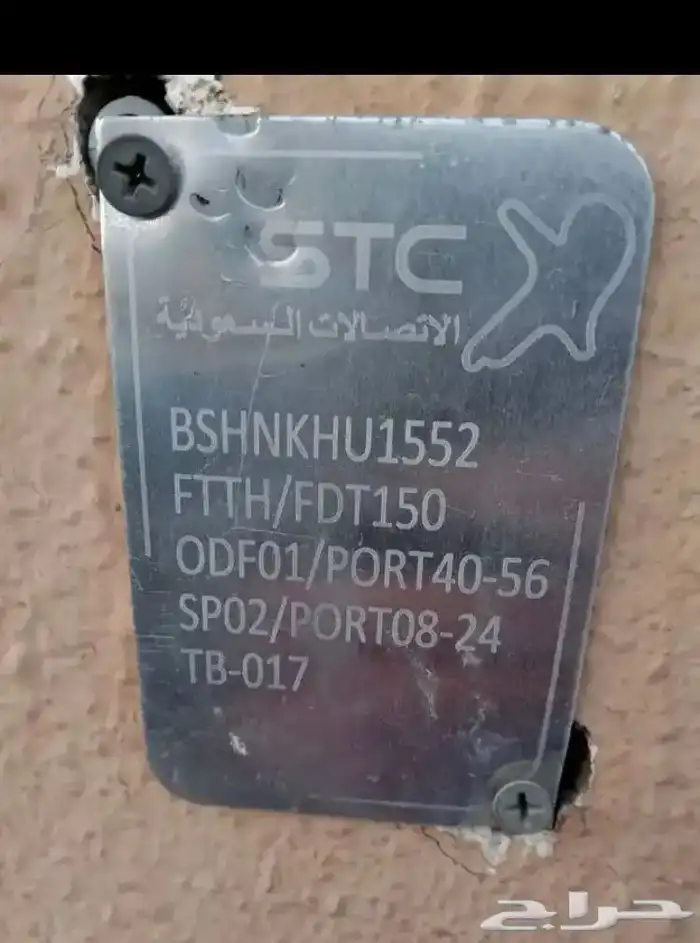 STC
الاتصالات السعودية
BSHNKHU1552
FTTH/FDT150
ODF01/PORT40-56
SP02/PORT08-24
TB-017
حراج